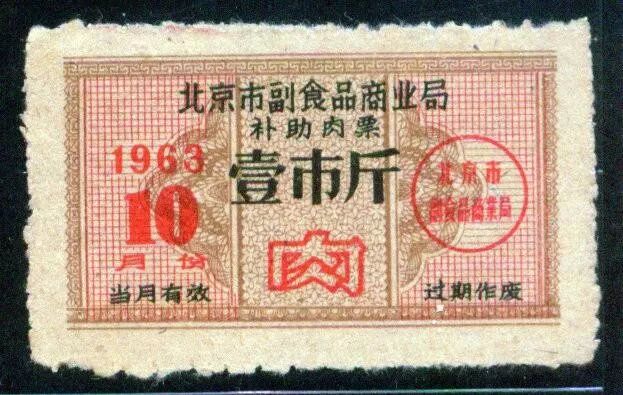 北京市副食品商业局
补助肉票
壹市斤
1963
10
月份
肉
北京市
副食品商業局
当月有效
过期作废